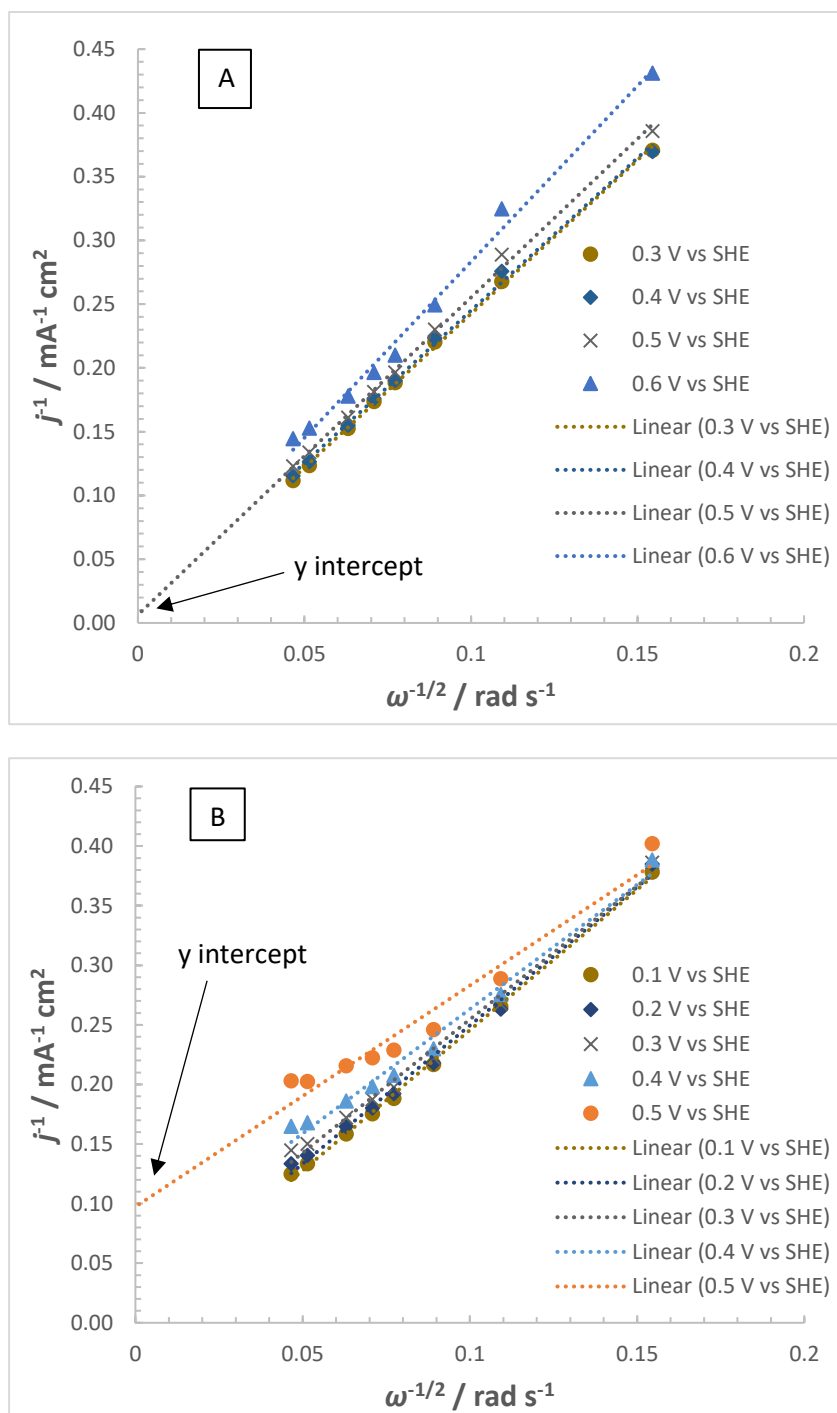 A
0.45
0.40
0.35
0.30
0.25
0.20
0.15
0.10
0.05
0.00
j⁻¹ / mA⁻¹ cm²
0.3 V vs SHE
0.4 V vs SHE
0.5 V vs SHE
0.6 V vs SHE
Linear (0.3 V vs SHE)
Linear (0.4 V vs SHE)
Linear (0.5 V vs SHE)
Linear (0.6 V vs SHE)
y intercept
0 0.05 0.1 0.15 0.2
ω⁻¹/² / rad s⁻¹
B
0.45
0.40
0.35
0.30
0.25
0.20
0.15
0.10
0.05
0.00
j⁻¹ / mA⁻¹ cm²
y intercept
0.1 V vs SHE
0.2 V vs SHE
0.3 V vs SHE
0.4 V vs SHE
0.5 V vs SHE
Linear (0.1 V vs SHE)
Linear (0.2 V vs SHE)
Linear (0.3 V vs SHE)
Linear (0.4 V vs SHE)
Linear (0.5 V vs SHE)
0 0.05 0.1 0.15 0.2
ω⁻¹/² / rad s⁻¹